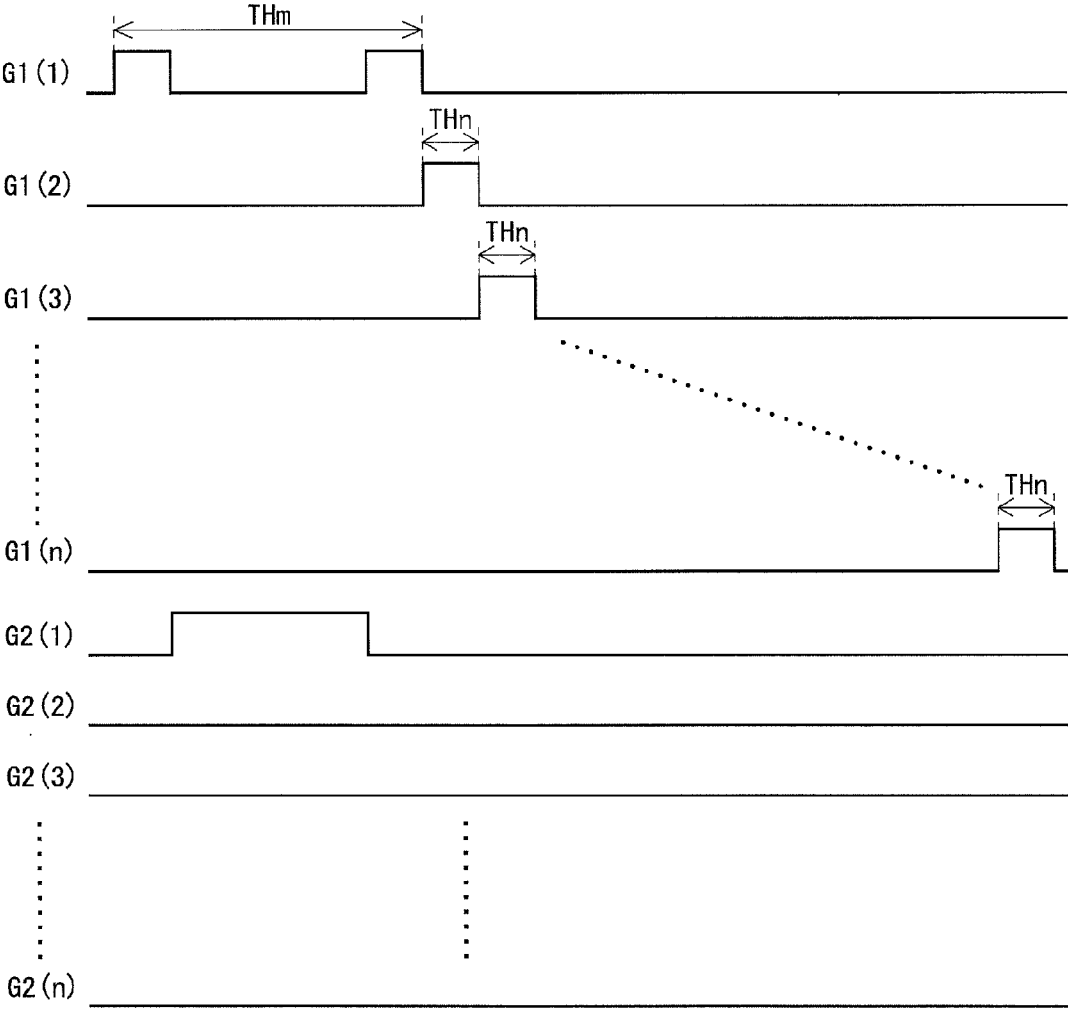 THm
G1(1)
THn
G1(2)
THn
G1(3)
THn
G1(n)
G2(1)
G2(2)
G2(3)
G2(n)